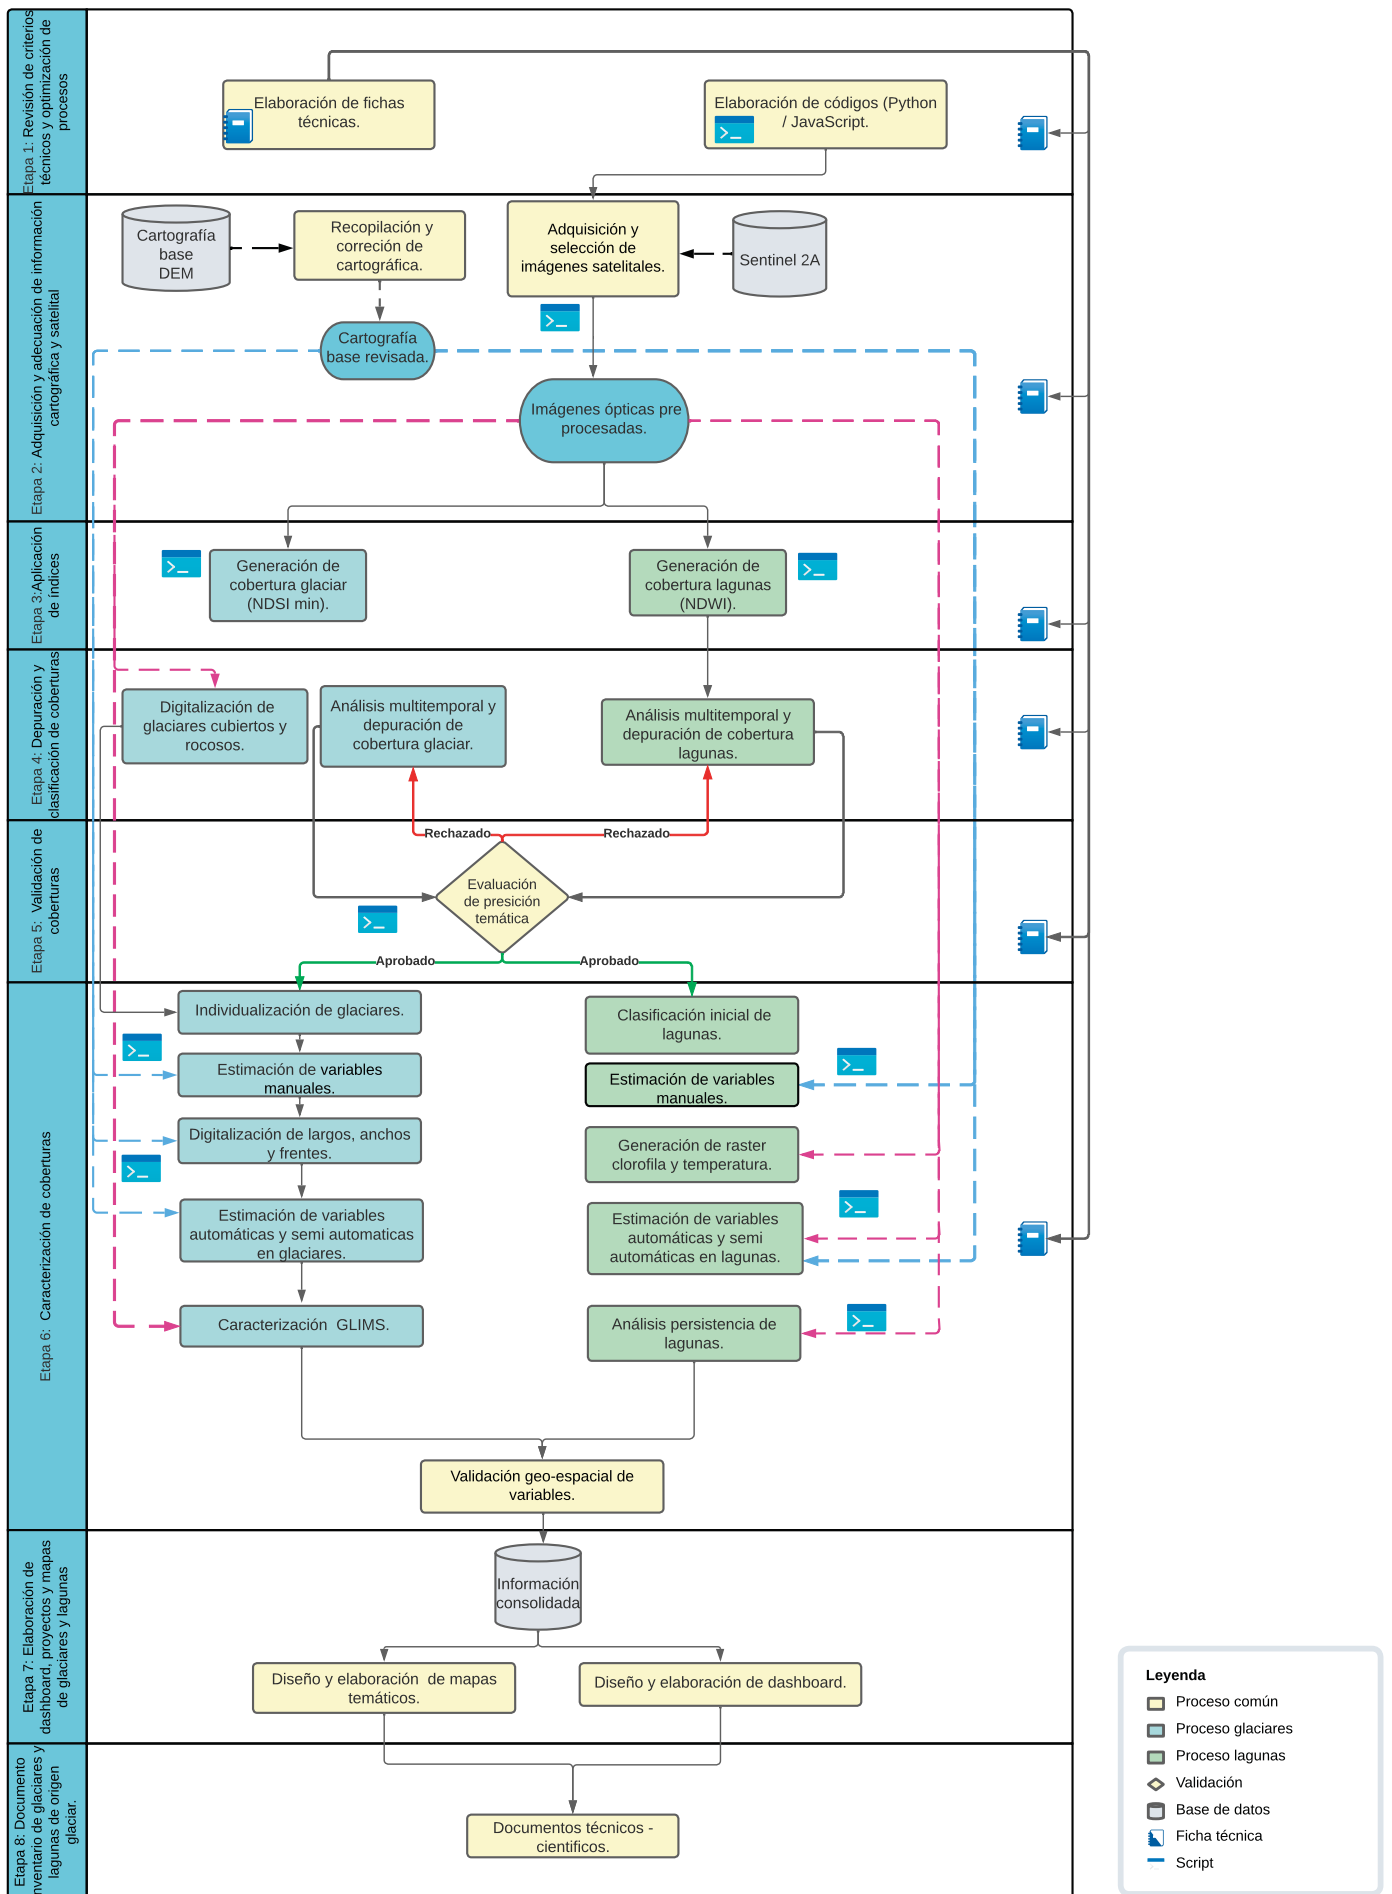 Etapa 1: Revisión de criterios
técnicos y optimización de
procesos
Elaboración de fichas
técnicas.
Elaboración de códigos (Python
/ JavaScript.
Etapa 2: Adquisición y adecuación de información
cartográfica y satelital
Cartografía
base
DEM
Recopilación y
correción de
cartográfica.
Adquisición y
selección de
imágenes satelitales.
Sentinel 2A
Cartografía
base revisada.
Imágenes ópticas pre
procesadas.
Etapa 3:Aplicación
de índices
Generación de
cobertura glaciar
(NDSI min).
Generación de
cobertura lagunas
(NDWI).
Etapa 4: Depuración y
clasificación de coberturas
Digitalización de
glaciares cubiertos y
rocosos.
Análisis multitemporal y
depuración de
cobertura glaciar.
Análisis multitemporal y
depuración de cobertura
lagunas.
Etapa 5: Validación de
coberturas
Rechazado
Rechazado
Evaluación
de presición
temática
Aprobado
Aprobado
Etapa 6: Caracterización de coberturas
Individualización de glaciares.
Estimación de variables
manuales.
Digitalización de largos, anchos
y frentes.
Estimación de variables
automáticas y semi automaticas
en glaciares.
Caracterización GLIMS.
Clasificación inicial de
lagunas.
Estimación de variables
manuales.
Generación de raster
clorofila y temperatura.
Estimación de variables
automáticas y semi
automáticas en lagunas.
Análisis persistencia de
lagunas.
Validación geo-espacial de
variables.
Etapa 7: Elaboración de
dashboard, proyectos y mapas
de glaciares y lagunas
Información
consolidada
Diseño y elaboración de mapas
temáticos.
Diseño y elaboración de dashboard.
Etapa 8: Documento
nventario de glaciares y
lagunas de origen
glaciar.
Documentos técnicos -
cientificos.
Leyenda
Proceso común
Proceso glaciares
Proceso lagunas
Validación
Base de datos
Ficha técnica
Script